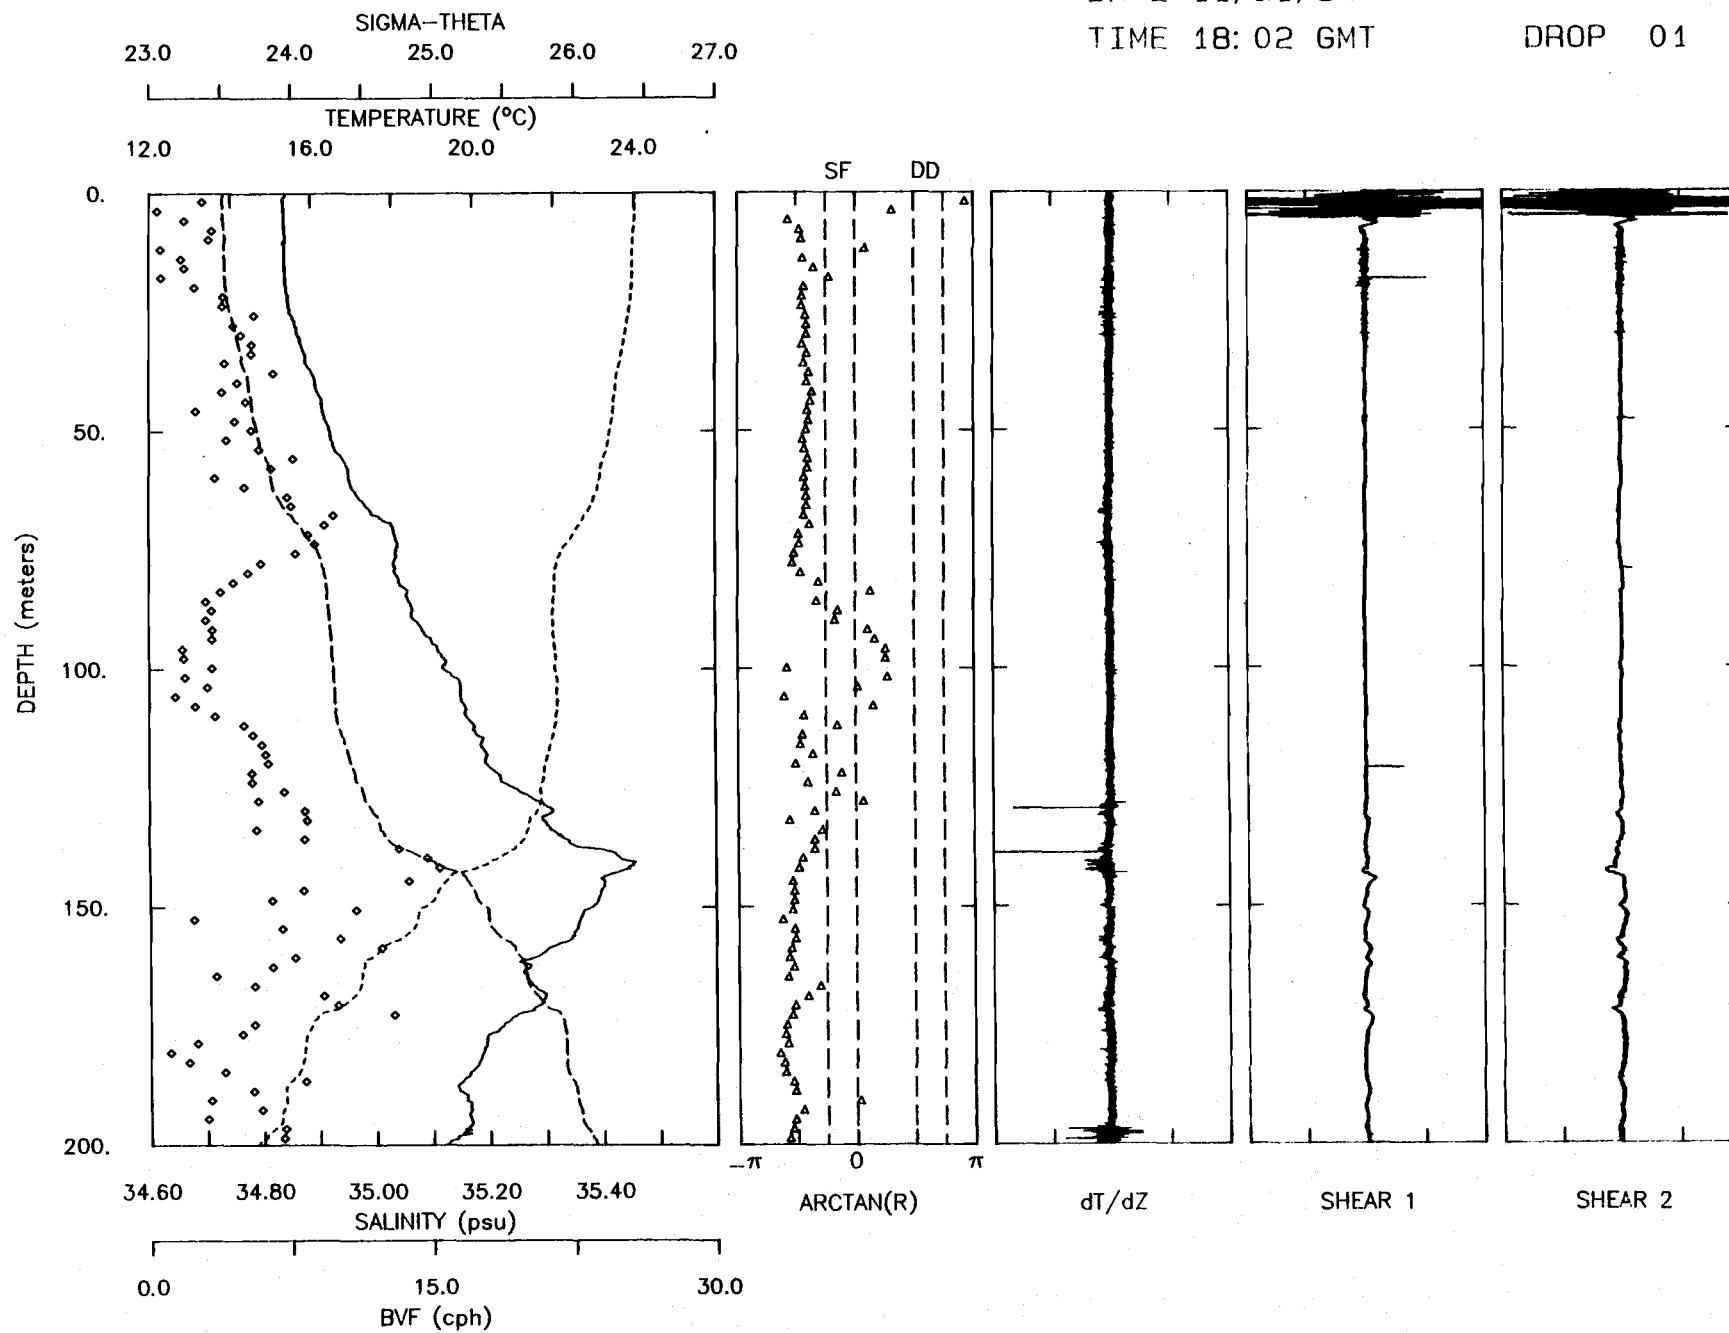 TIME 18:02 GMT DROP 01
SIGMA-THETA
23.0 24.0 25.0 26.0 27.0
TEMPERATURE (°C)
12.0 16.0 20.0 24.0
SF DD
0.
50.
100.
150.
200.
DEPTH (meters)
-π 0 π
34.60 34.80 35.00 35.20 35.40
SALINITY (psu)
ARCTAN(R) dT/dZ SHEAR 1 SHEAR 2
0.0 15.0 30.0
BVF (cph)